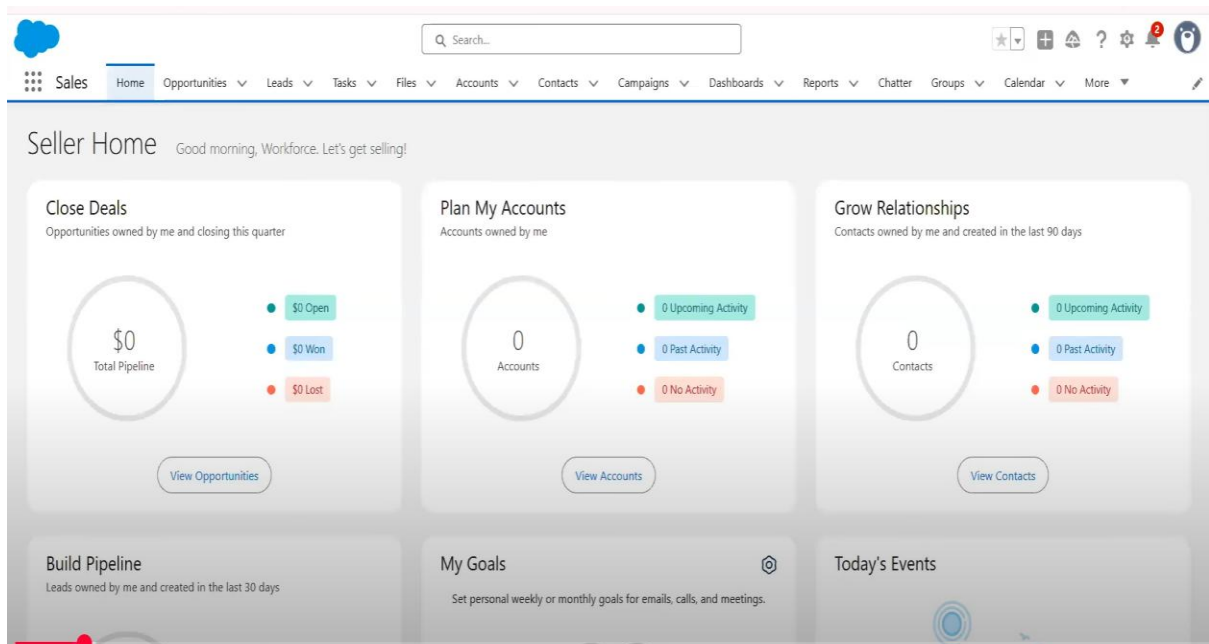 Search...
2
Sales Home Opportunities Leads Tasks Files Accounts Contacts Campaigns Dashboards Reports Chatter Groups Calendar More
Seller Home Good morning, Workforce. Let's get selling!
Close Deals
Opportunities owned by me and closing this quarter
$0
Total Pipeline
$0 Open
$0 Won
$0 Lost
View Opportunities
Plan My Accounts
Accounts owned by me
0
Accounts
0 Upcoming Activity
0 Past Activity
0 No Activity
View Accounts
Grow Relationships
Contacts owned by me and created in the last 90 days
0
Contacts
0 Upcoming Activity
0 Past Activity
0 No Activity
View Contacts
Build Pipeline
Leads owned by me and created in the last 30 days
My Goals
Set personal weekly or monthly goals for emails, calls, and meetings.
Today's Events